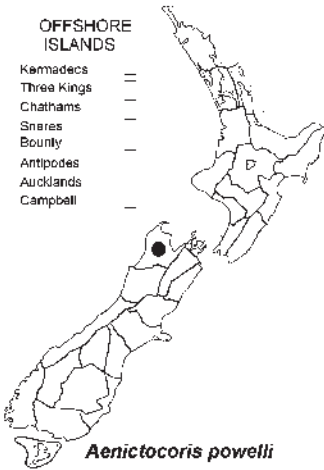 OFFSHORE
ISLANDS
Kermadecs
Three Kings
Chathams
Snares
Bounty
Antipodes
Aucklands
Campbell
Aenictocoris powelli